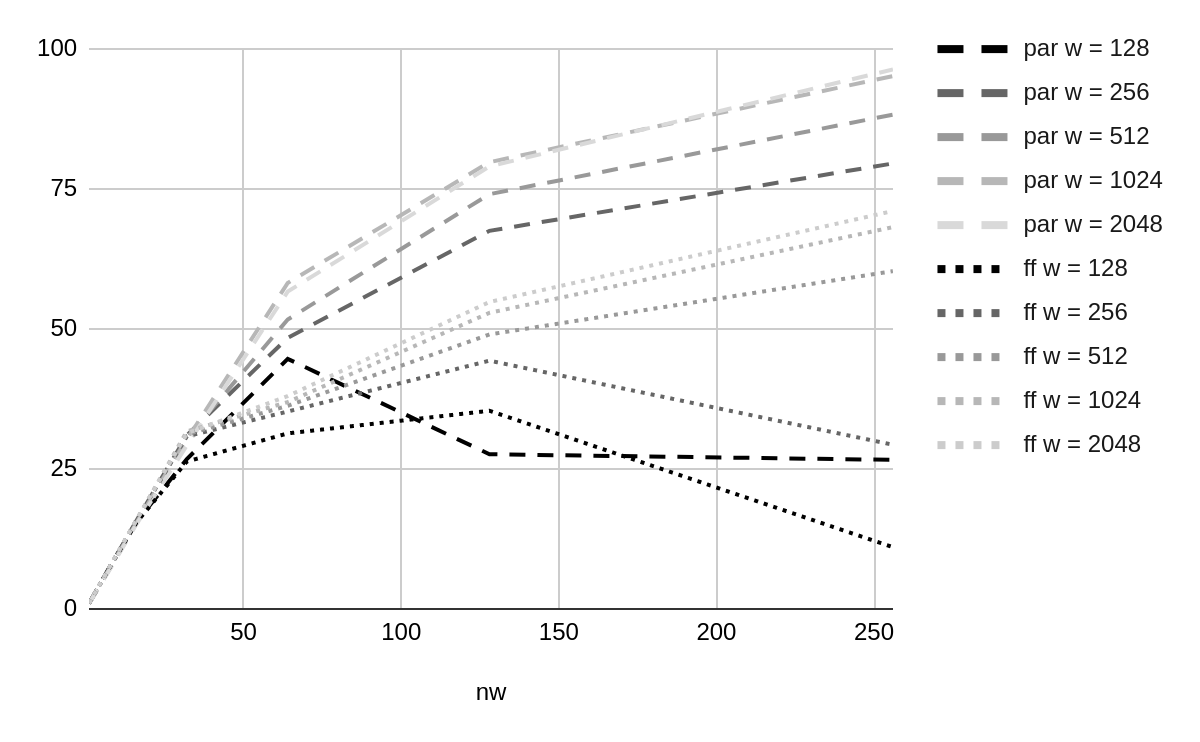 100
75
50
25
0
50
100
150
200
250
nw
par w = 128
par w = 256
par w = 512
par w = 1024
par w = 2048
ff w = 128
ff w = 256
ff w = 512
ff w = 1024
ff w = 2048